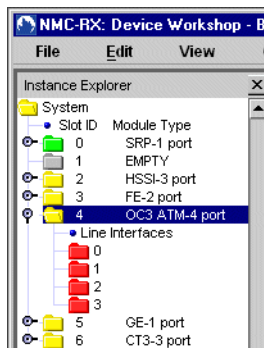 NMC-RX: Device Workshop - B
File Edit View
Instance Explorer
System
Slot ID Module Type
0 SRP-1 port
1 EMPTY
2 HSSI-3 port
3 FE-2 port
4 OC3 ATM-4 port
Line Interfaces
0
1
2
3
5 GE-1 port
6 CT3-3 port